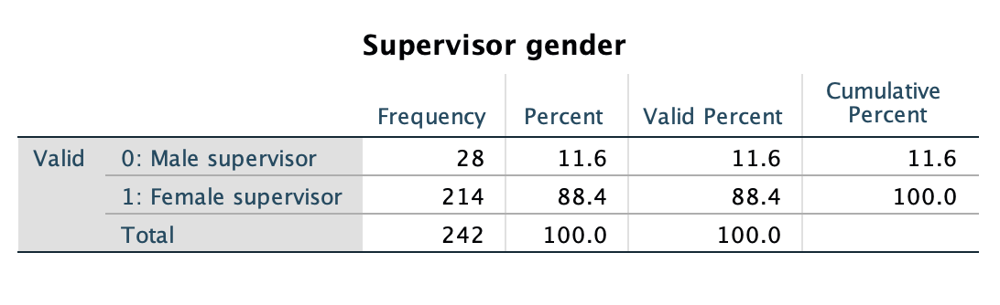 Supervisor gender
Frequency Percent Valid Percent Cumulative
Percent
Valid 0: Male supervisor 28 11.6 11.6 11.6
1: Female supervisor 214 88.4 88.4 100.0
Total 242 100.0 100.0